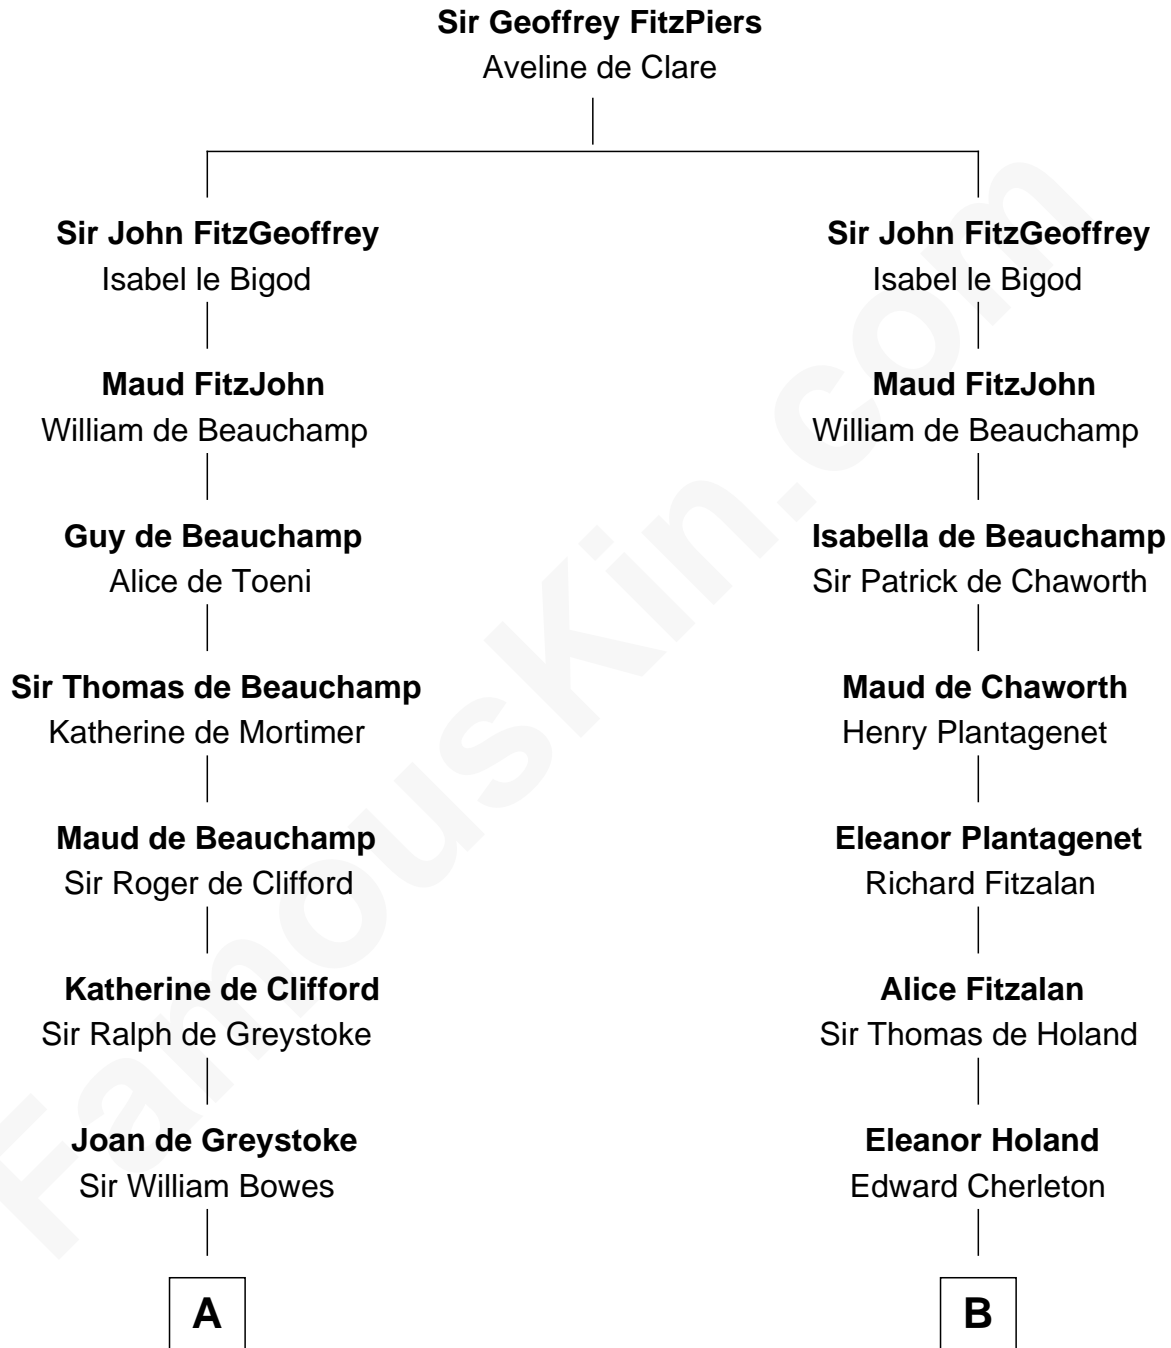 Sir Geoffrey FitzPiers
Aveline de Clare
Sir John FitzGeoffrey
Isabel le Bigod
Maud FitzJohn
William de Beauchamp
Guy de Beauchamp
Alice de Toeni
Sir Thomas de Beauchamp
Katherine de Mortimer
Maud de Beauchamp
Sir Roger de Clifford
Katherine de Clifford
Sir Ralph de Greystoke
Joan de Greystoke
Sir William Bowes
A
Sir John FitzGeoffrey
Isabel le Bigod
Maud FitzJohn
William de Beauchamp
Isabella de Beauchamp
Sir Patrick de Chaworth
Maud de Chaworth
Henry Plantagenet
Eleanor Plantagenet
Richard Fitzalan
Alice Fitzalan
Sir Thomas de Holand
Eleanor Holand
Edward Cherleton
B
FamousKin.com